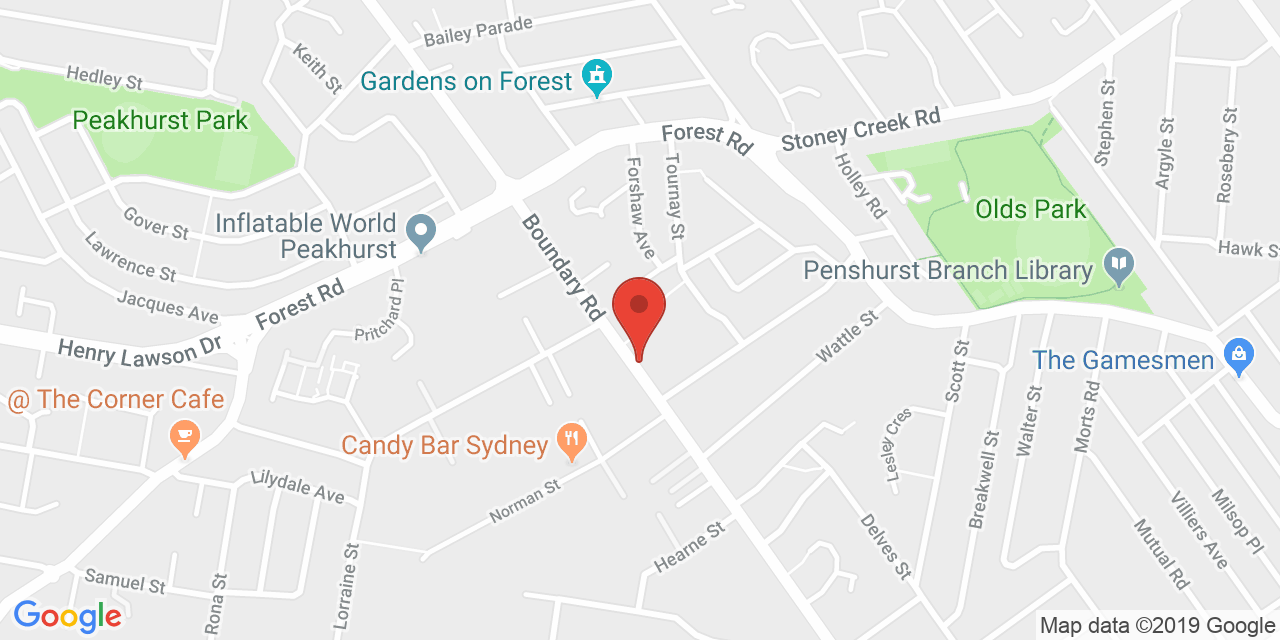 Bailey Parade
Keith St
Hedley St
Gardens on Forest
Peakhurst Park
Forest Rd
Stoney Creek Rd
Stephen St
Argyle St
Rosebery St
Forshaw Ave
Tournay St
Holley Rd
Olds Park
Gover St
Inflatable World
Peakhurst
Lawrence St
Boundary Rd
Hawk St
Penshurst Branch Library
Jacques Ave
Forest Rd
Pritchard Pl
Henry Lawson Dr
Wattle St
Scott St
The Gamesmen
@ The Corner Cafe
Walter St
Morts Rd
Candy Bar Sydney
Lesley Cres
Breakwell St
Lilydale Ave
Norman St
Hearne St
Delves St
Villiers Ave
Milsop Pl
Mutual Rd
Samuel St
Rona St
Lorraine St
Google
Map data ©2019 Google